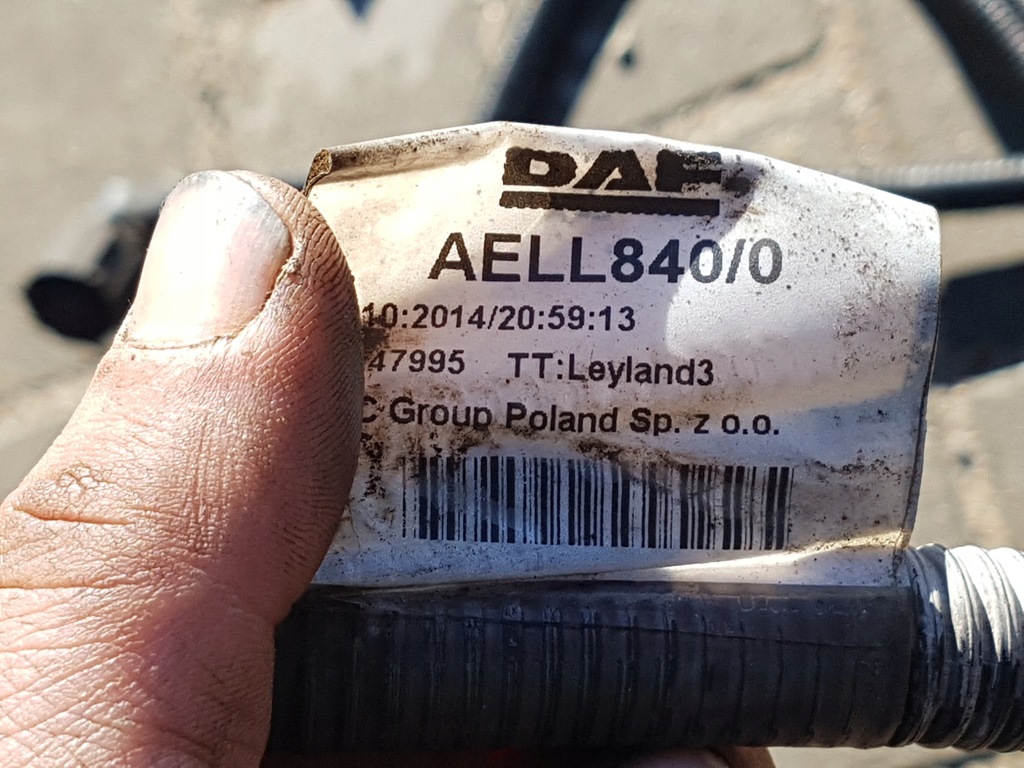 DAF
AELL840/0
10:2014/20:59:13
47995 TT:Leyland3
C Group Poland Sp. z o.o.